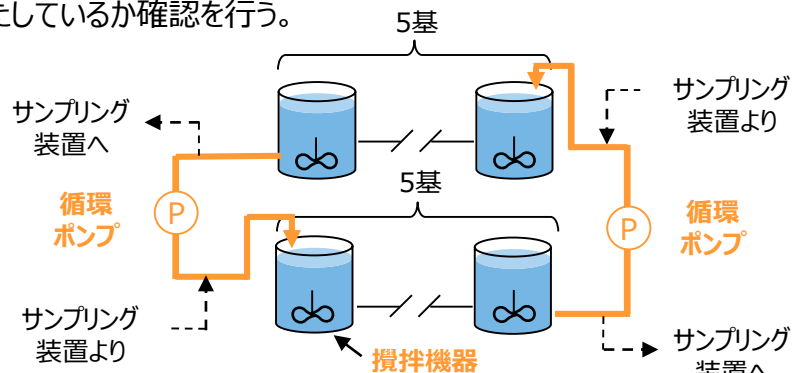 たしているか確認を行う。
5基
サンプリング
装置へ
サンプリング
装置より
循環
ポンプ
P
5基
P
循環
ポンプ
サンプリング
装置より
攪拌機器
サンプリング
装置へ